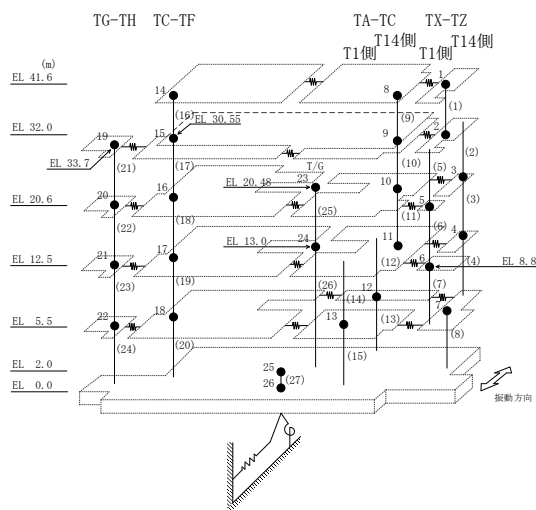 TG-TH TC-TF TA-TC TX-TZ
T1側 T14側 T1側 T14側
(m)
EL 41.6
14 8 1
(16) EL 30.55 (9) (1)
EL 32.0
19 15 9 2
EL 33.7 (21) (17) (10) (2)
T/G
20 16 EL 20.48 23 10 (5) 3
EL 20.6
(22) (18) (25) (11) 5 (3)
21 17 EL 13.0 24 11 (6) 4
EL 12.5
(23) (19) (12) 6 (4) EL 8.8
(26) (14) 12 (7)
22 18 13 (13) 7
EL 5.5
(24) (20) (15) (8)
EL 2.0
25
EL 0.0
26 (27)
振動方向